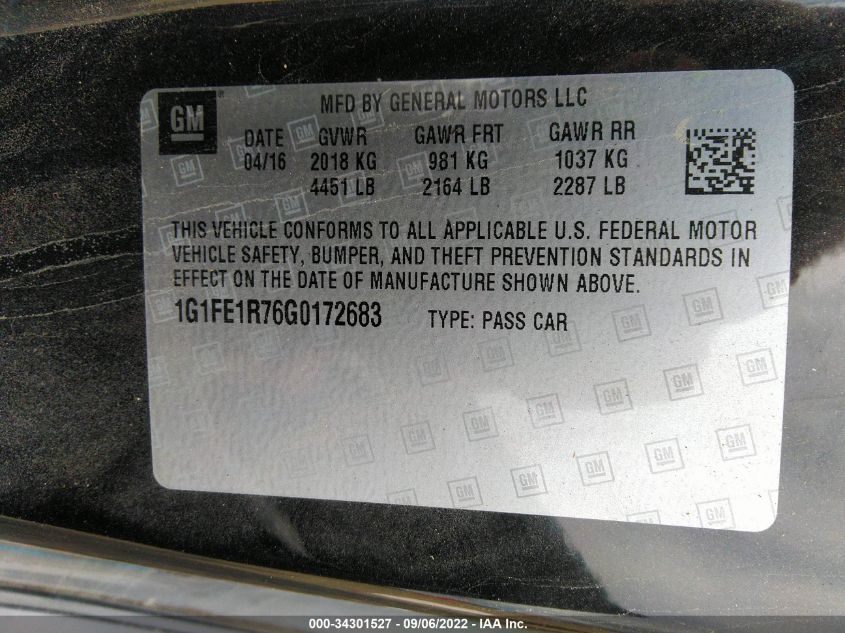 GM
MFD BY GENERAL MOTORS LLC
DATE GVWR GAWR FRT GAWR RR
04/16 2018 KG 981 KG 1037 KG
4451 LB 2164 LB 2287 LB
THIS VEHICLE CONFORMS TO ALL APPLICABLE U.S. FEDERAL MOTOR
VEHICLE SAFETY, BUMPER, AND THEFT PREVENTION STANDARDS IN
EFFECT ON THE DATE OF MANUFACTURE SHOWN ABOVE.
1G1FE1R76G0172683 TYPE: PASS CAR
000-34301527 - 09/06/2022 - IAA Inc.